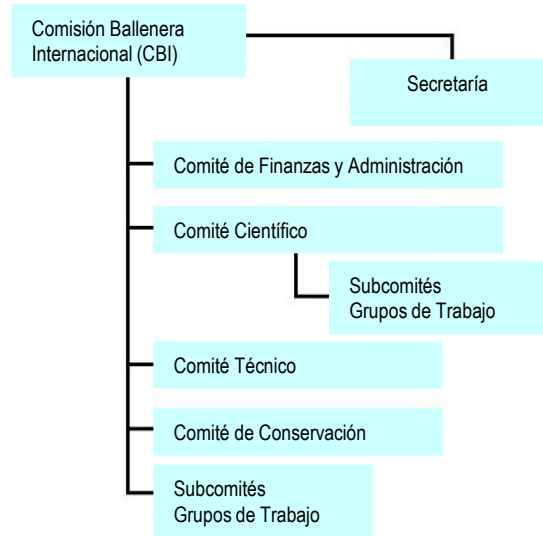 Comisión Ballenera
Internacional (CBI)
Secretaría
Comité de Finanzas y Administración
Comité Científico
Subcomités
Grupos de Trabajo
Comité Técnico
Comité de Conservación
Subcomités
Grupos de Trabajo